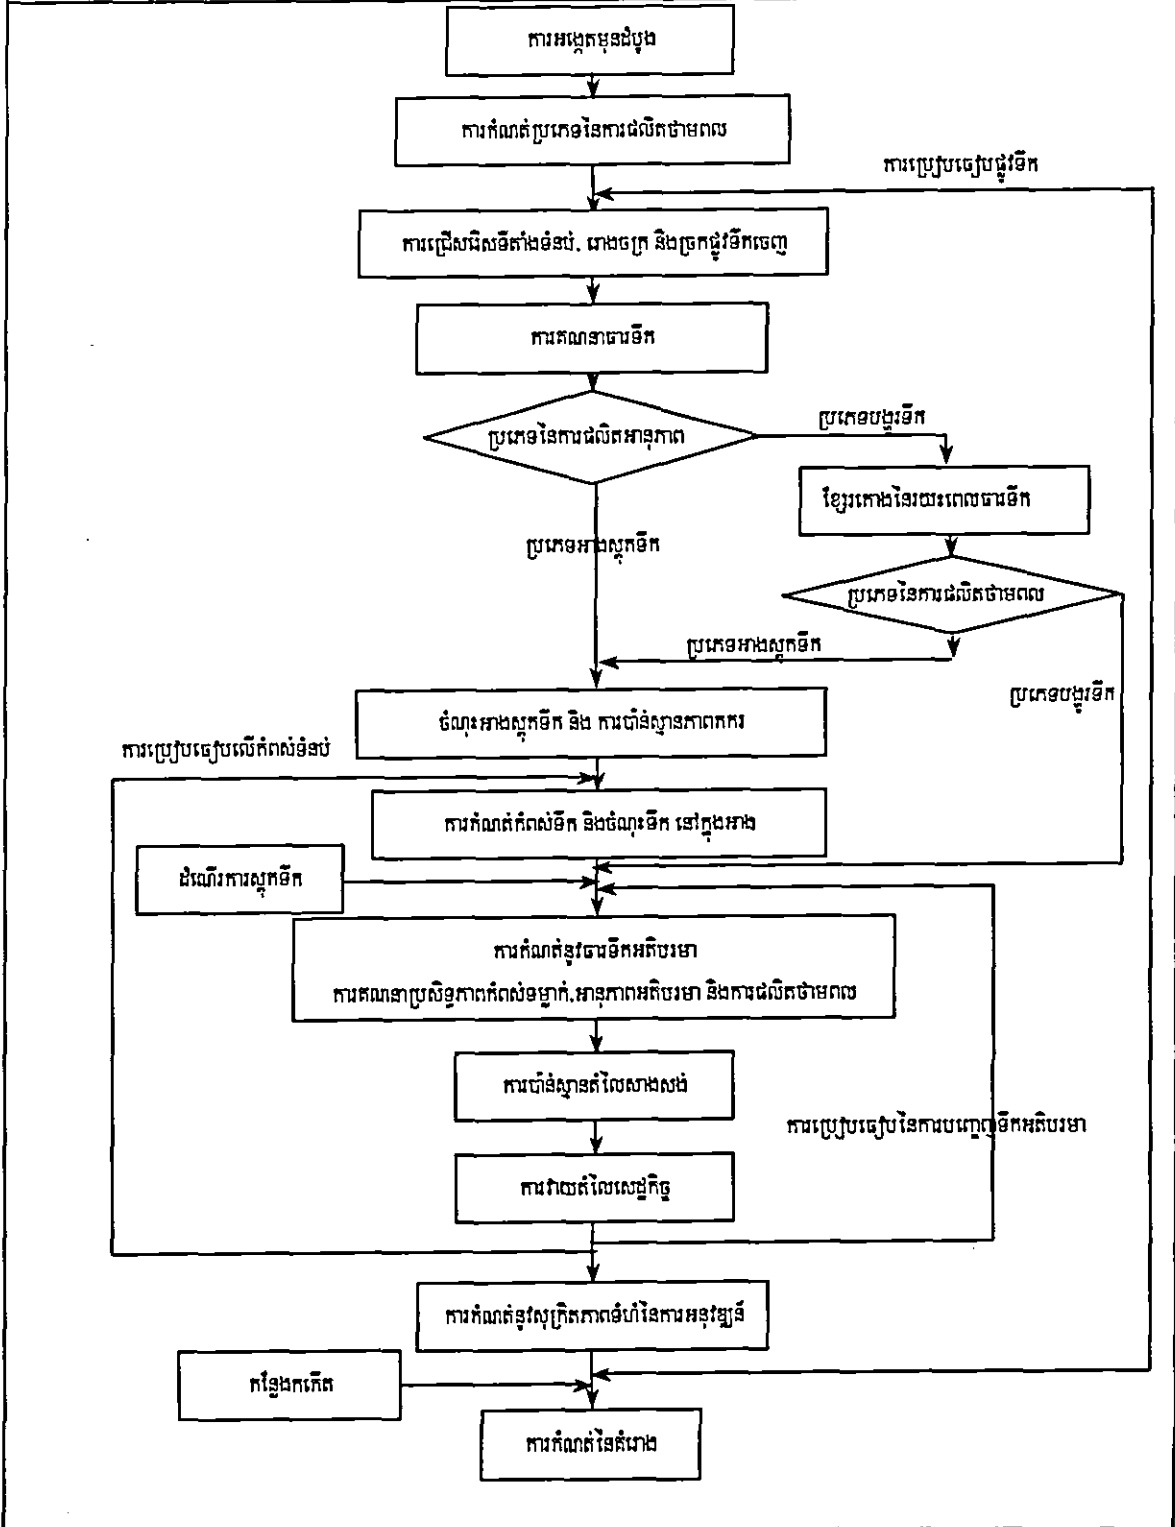 ការអង្កេតមុនដំបូង
ការកំណត់ប្រភេទនៃការផលិតថាមពល
ការប្រៀបធៀបផ្លូវទឹក
ការជ្រើសរើសទីតាំងទំនប់, រោងចក្រ និងច្រកផ្លូវទឹកចេញ
ការគណនាធារទឹក
ប្រភេទនៃការផលិតអានុភាព
ប្រភេទបង្ហូរទឹក
ខ្សែរកោងនៃរយះពេលធារទឹក
ប្រភេទអាងស្តុកទឹក
ប្រភេទនៃការផលិតថាមពល
ប្រភេទអាងស្តុកទឹក
ប្រភេទបង្ហូរទឹក
ចំណុះអាងស្តុកទឹក និង ការប៉ាន់ស្មានភាពកករ
ការប្រៀបធៀបលើកំពស់ទំនប់
ការកំណត់កំពស់ទឹក និងចំណុះទឹក នៅក្នុងអាង
ដំណើរការស្តុកទឹក
ការកំណត់នូវធារទឹកអតិបរមា
ការគណនាប្រសិទ្ធភាពកំពស់ទម្លាក់,អានុភាពអតិបរមា និងការផលិតថាមពល
ការប៉ាន់ស្មានតំលៃសាងសង់
ការប្រៀបធៀបនៃការបញ្ចេញទឹកអតិបរមា
ការវាយតំលៃសេដ្ឋកិច្ច
ការកំណត់នូវសុក្រិតភាពទំហំនៃការអនុវឌ្ឍន៍
កន្លែងកកើត
ការកំណត់នៃគំរោង